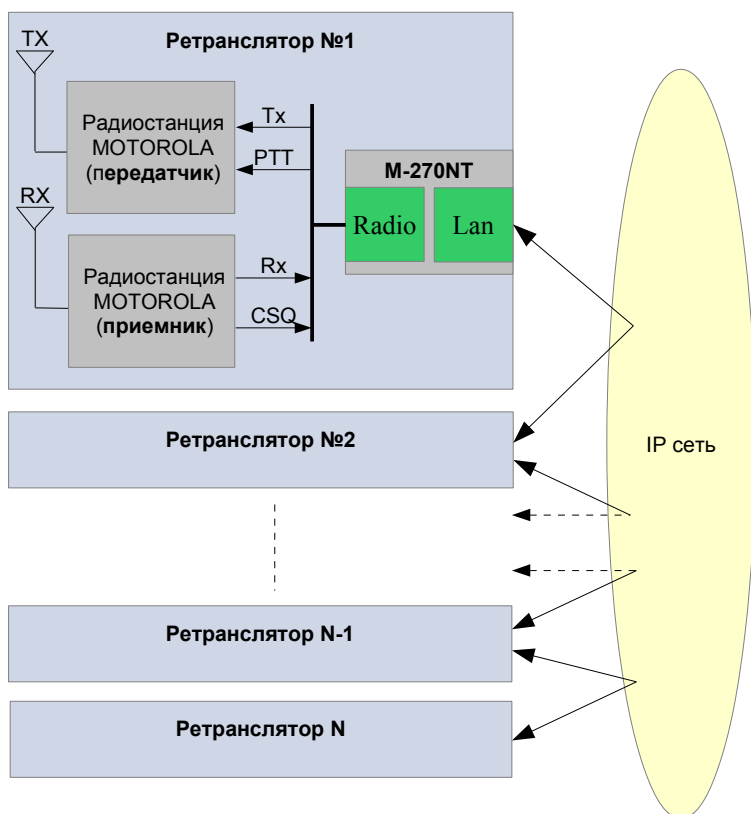 Ретранслятор №1
TX
Радиостанция
MOTOROLA
(передатчик)
Tx
PTT
M-270NT
Radio
Lan
RX
Радиостанция
MOTOROLA
(приемник)
Rx
CSQ
Ретранслятор №2
IP сеть
Ретранслятор N-1
Ретранслятор N